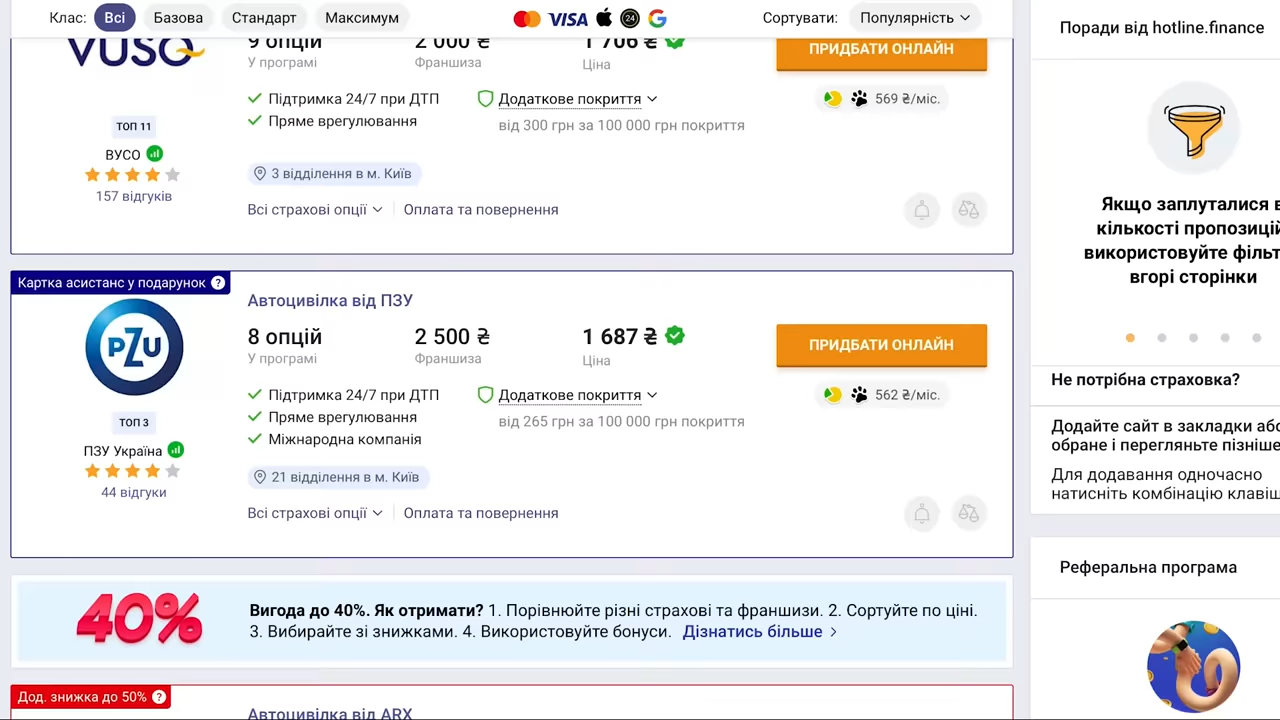 Клас: Всі Базова Стандарт Максимум VISA 24 G Сортувати: Популярність
VUSO
9 опцій 2 000 ₴ 1 706 ₴ ПРИДБАТИ ОНЛАЙН
У програмі Франшиза Ціна
Підтримка 24/7 при ДТП Додаткове покриття 569 ₴/міс.
Пряме врегулювання від 300 грн за 100 000 грн покриття
ТОП 11
ВУСО
157 відгуків
3 відділення в м. Київ
Всі страхові опції Оплата та повернення
Картка асистанс у подарунок ?
PZU
Автоцивілка від ПЗУ
8 опцій 2 500 ₴ 1 687 ₴ ПРИДБАТИ ОНЛАЙН
У програмі Франшиза Ціна
Підтримка 24/7 при ДТП Додаткове покриття 562 ₴/міс.
Пряме врегулювання від 265 грн за 100 000 грн покриття
Міжнародна компанія
ТОП 3
ПЗУ Україна
44 відгуки
21 відділення в м. Київ
Всі страхові опції Оплата та повернення
40%
Вигода до 40%. Як отримати? 1. Порівнюйте різні страхові та франшизи. 2. Сортуйте по ціні.
3. Вибирайте зі знижками. 4. Використовуйте бонуси. Дізнатись більше
Дод. знижка до 50% ?
Автоцивілка від ARX
Поради від hotline.finance
Якщо заплуталися в
кількості пропозицій
використовуйте фільт
вгорі сторінки
Не потрібна страховка?
Додайте сайт в закладки або
обране і перегляньте пізніше
Для додавання одночасно
натисніть комбінацію клавіш
Реферальна програма